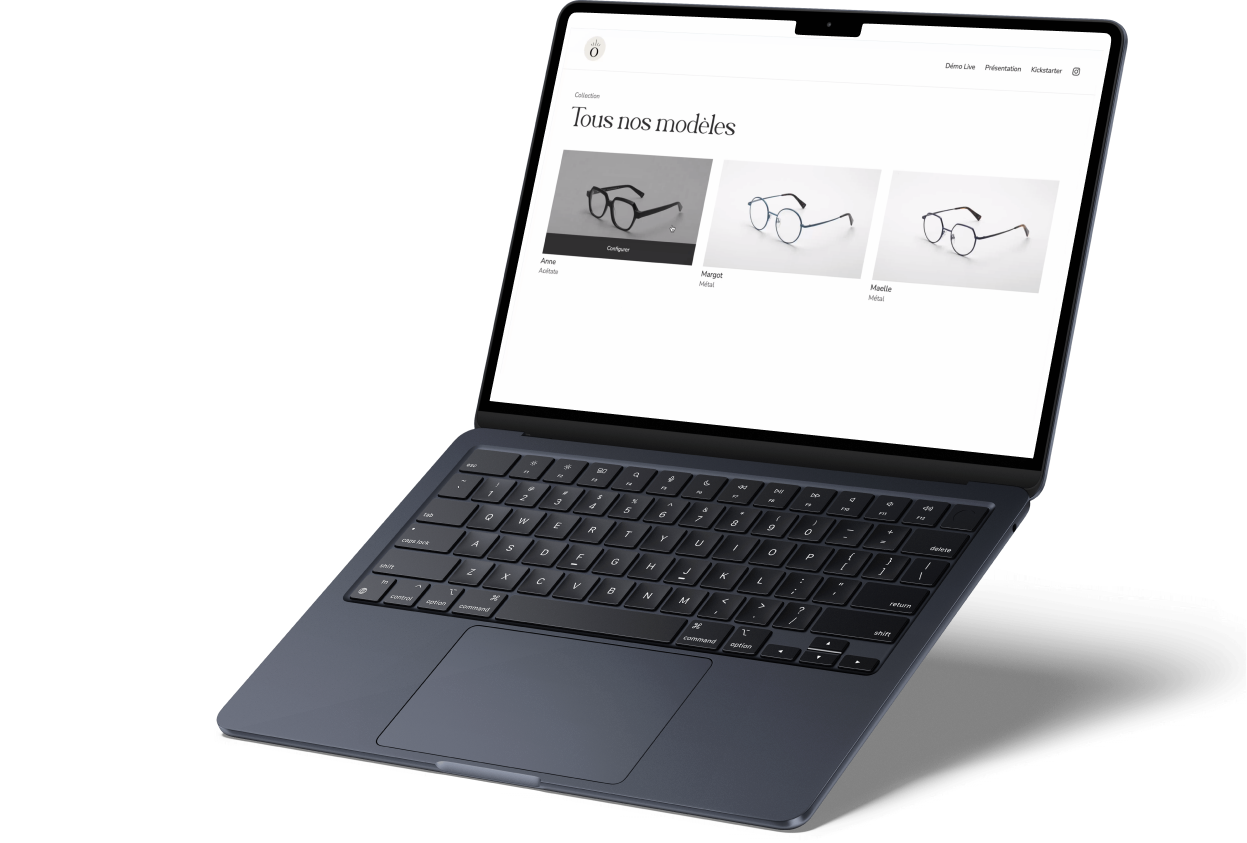 ó
Démo Live Présentation Kickstarter
Collection
Tous nos modèles
Configurer
Anne
Acétate
Margot
Métal
Maelle
Métal
esc F1 F2 F3 F4 F5 F6 F7 F8 F9 F10 F11 F12
~ ` ! 1 @ 2 # 3 $ 4 % 5 ^ 6 & 7 * 8 ( 9 ) 0 _ - + = delete
tab Q W E R T Y U I O P { [ } ] | \
caps lock A S D F G H J K L : ; " ' return
shift Z X C V B N M < , > . ? / shift
fn control option command command option